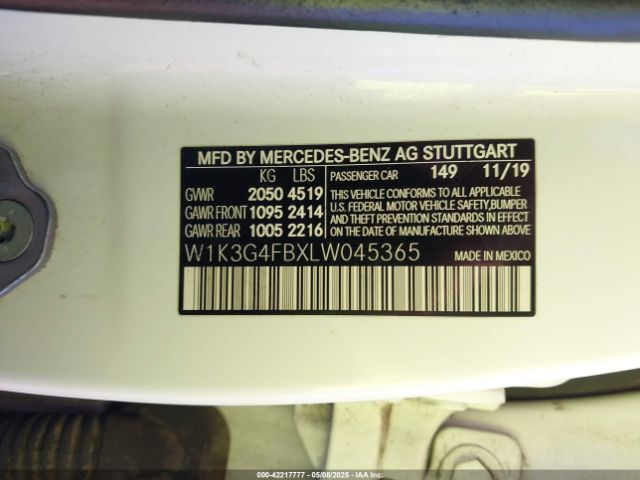 MFD BY MERCEDES-BENZ AG STUTTGART
KG LBS
GVWR 2050 4519
GAWR FRONT 1095 2414
GAWR REAR 1005 2216
PASSENGER CAR 149 11/19
THIS VEHICLE CONFORMS TO ALL APPLICABLE
U.S. FEDERAL MOTOR VEHICLE SAFETY,BUMPER
AND THEFT PREVENTION STANDARDS IN EFFECT
ON THE DATE OF MANUFACTURE SHOWN ABOVE
W1K3G4FBXLW045365
MADE IN MEXICO
000-42217777 - 05/08/2025 - IAA Inc.